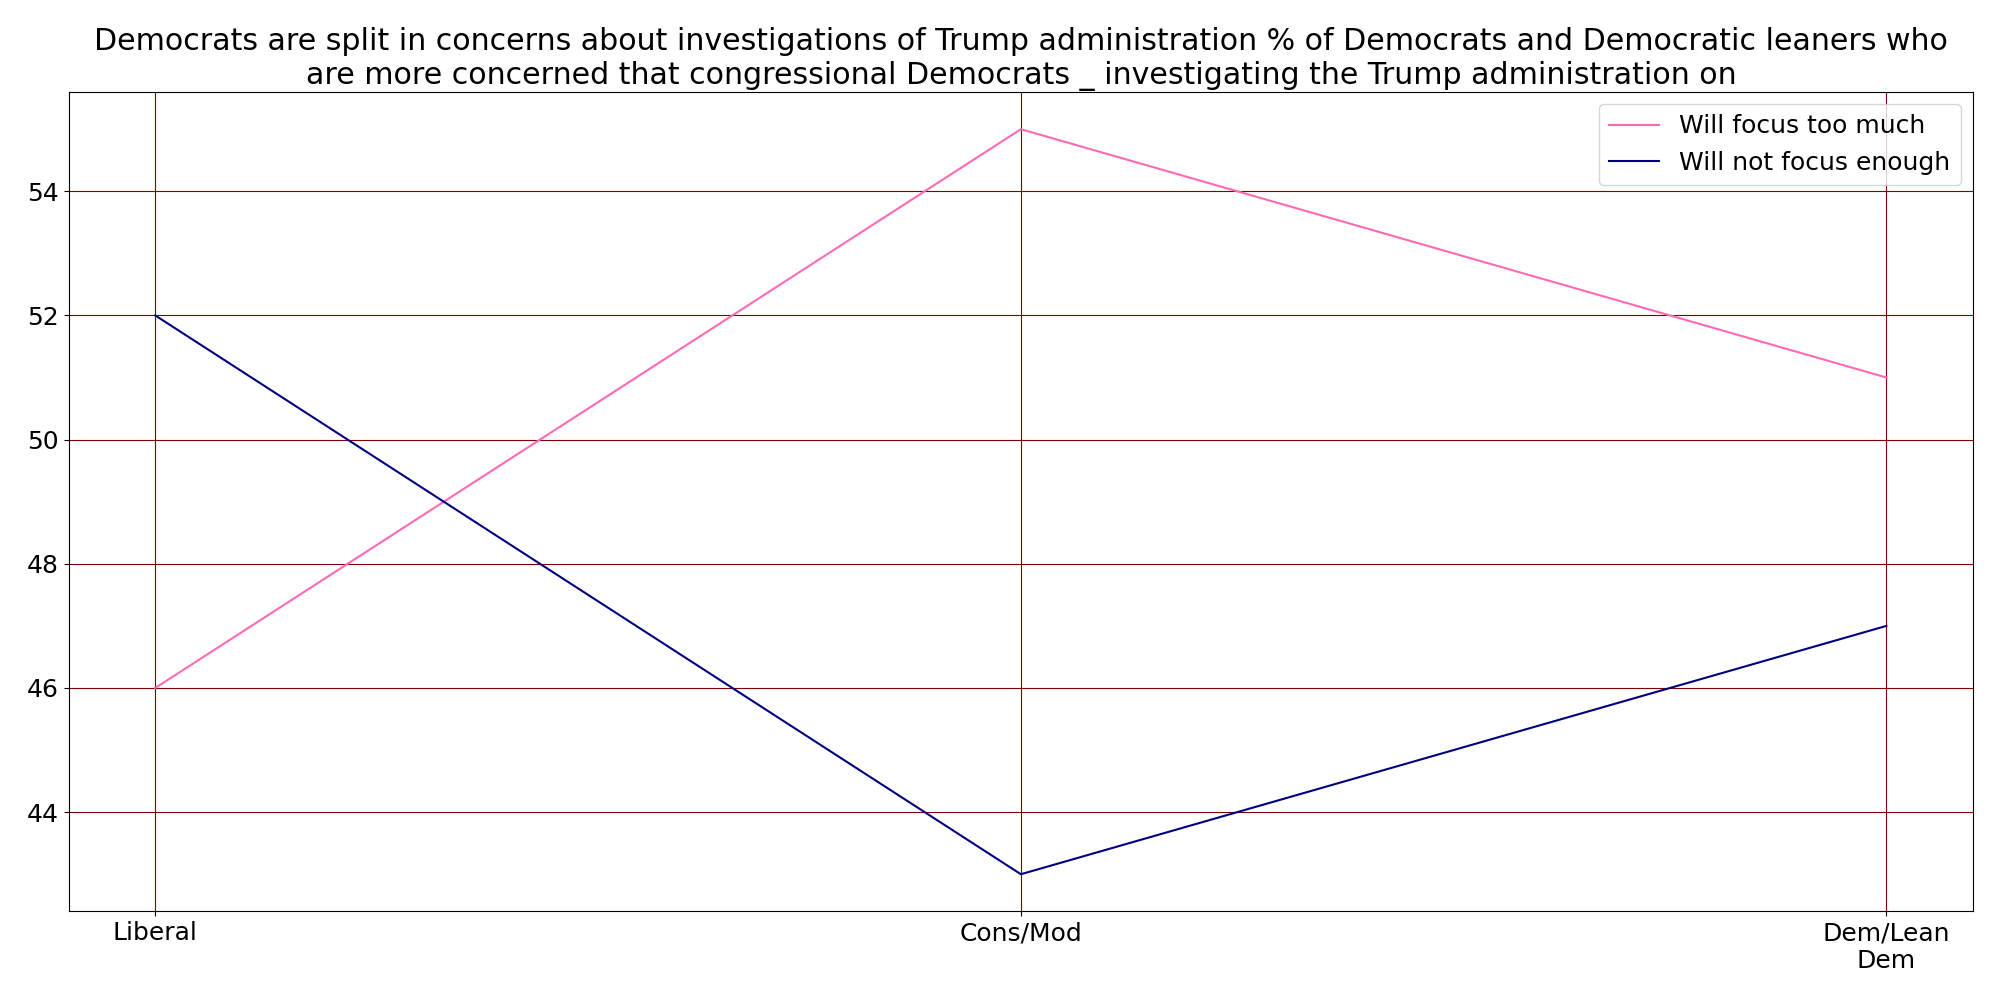 Democrats are split in concerns about investigations of Trump administration % of Democrats and Democratic leaners who
are more concerned that congressional Democrats _ investigating the Trump administration on
Will focus too much
Will not focus enough
54
52
50
48
46
44
Liberal
Cons/Mod
Dem/Lean
Dem